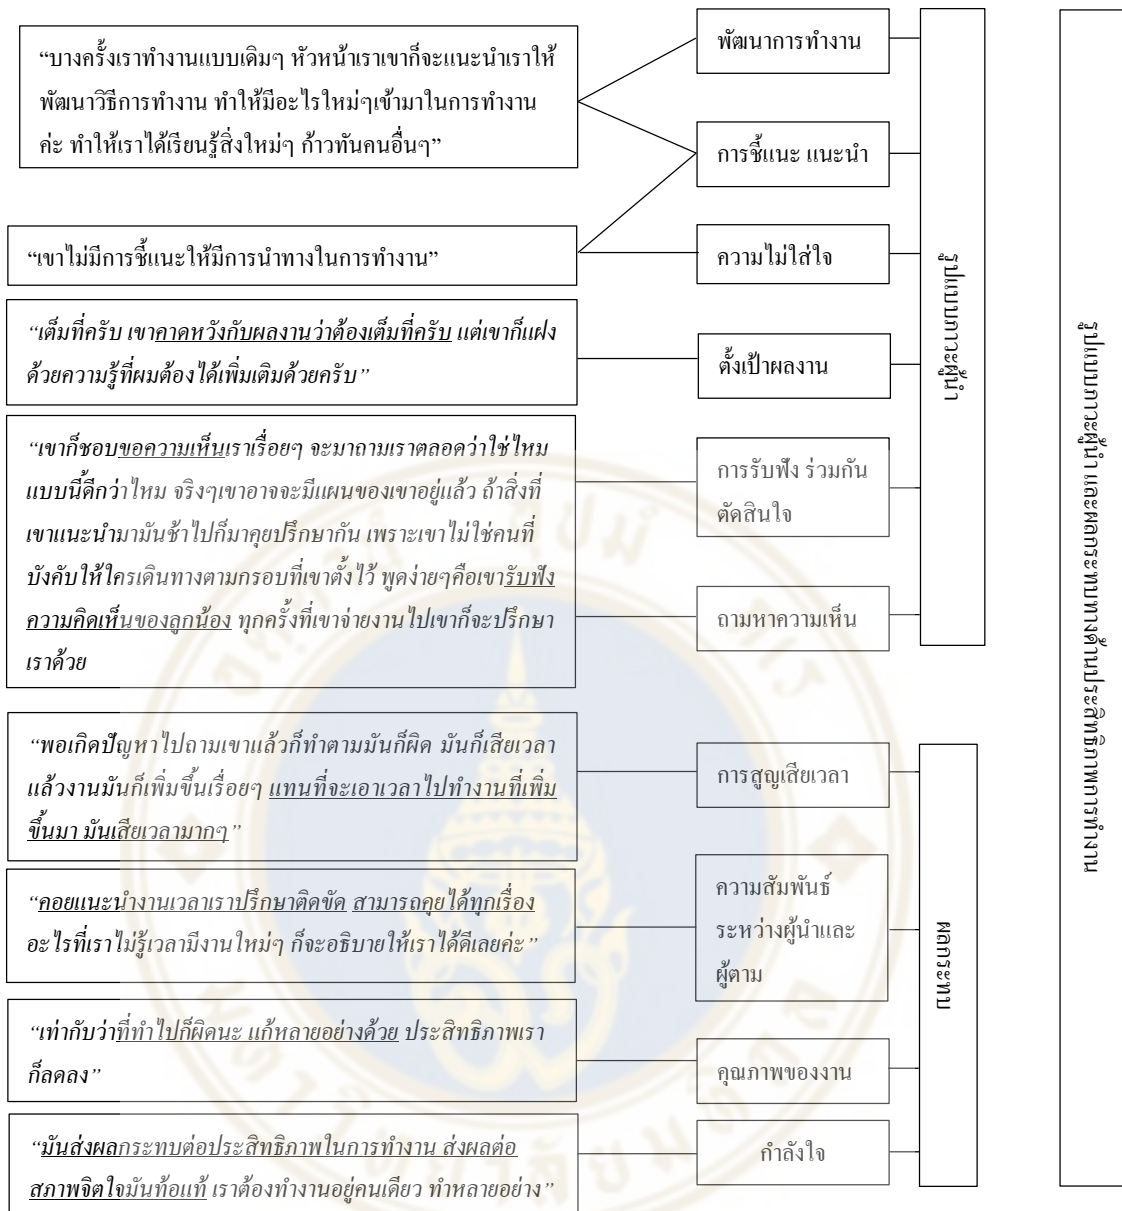 “บางครั้งเราทำงานแบบเดิมๆ หัวหน้าเราเขาก็จะแนะนำเราให้
พัฒนาวิธีการทำงาน ทำให้มีอะไรใหม่ๆเข้ามาในการทำงาน
ค่ะ ทำให้เราได้เรียนรู้สิ่งใหม่ๆ ก้าวทันคนอื่นๆ”
พัฒนาการทำงาน
การชี้แนะ แนะนำ
“เขาไม่มีการชี้แนะให้มีการนำทางในการทำงาน”
ความไม่ใส่ใจ
“เต็มที่ครับ เขาคาดหวังกับผลงานว่าต้องเต็มที่ครับ แต่เขาก็แฝง
ด้วยความรู้ที่ผมต้องได้เพิ่มเติมด้วยครับ”
ตั้งเป้าผลงาน
“เขาก็ชอบขอความเห็นเราเรื่อยๆ จะมาถามเราตลอดว่าใช่ไหม
แบบนี้ดีกว่าไหม จริงๆเขาอาจจะมีแผนของเขาอยู่แล้ว ถ้าสิ่งที่
เขาแนะนำมามันช้าไปก็มาคุยปรึกษากัน เพราะเขาไม่ใช่คนที่
บังคับให้ใครเดินทางตามกรอบที่เขาตั้งไว้ พูดง่ายๆคือเขารับฟัง
ความคิดเห็นของลูกน้อง ทุกครั้งที่เขาจ่ายงานไปเขาก็จะปรึกษา
เราด้วย
การรับฟัง ร่วมกัน
ตัดสินใจ
ถามหาความเห็น
รูปแบบภาวะผู้นำ
“พอเกิดปัญหาไปถามเขาแล้วก็ทำตามมันก็ผิด มันก็เสียเวลา
แล้วงานมันก็เพิ่มขึ้นเรื่อยๆ แทนที่จะเอาเวลาไปทำงานที่เพิ่ม
ขึ้นมา มันเสียเวลามากๆ”
การสูญเสียเวลา
“คอยแนะนำงานเวลาเราปรึกษาติดขัด สามารถคุยได้ทุกเรื่อง
อะไรที่เราไม่รู้เวลามีงานใหม่ๆ ก็จะอธิบายให้เราได้ดีเลยค่ะ”
ความสัมพันธ์
ระหว่างผู้นำและ
ผู้ตาม
“เท่ากับว่าที่ทำไปก็ผิดนะ แก้หลายอย่างด้วย ประสิทธิภาพเรา
ก็ลดลง”
คุณภาพของงาน
“มันส่งผลกระทบต่อประสิทธิภาพในการทำงาน ส่งผลต่อ
สภาพจิตใจมันท้อแท้ เราต้องทำงานอยู่คนเดียว ทำหลายอย่าง”
กำลังใจ
ผลกระทบ
รูปแบบภาวะผู้นำ และผลกระทบทางด้านประสิทธิภาพการทำงาน